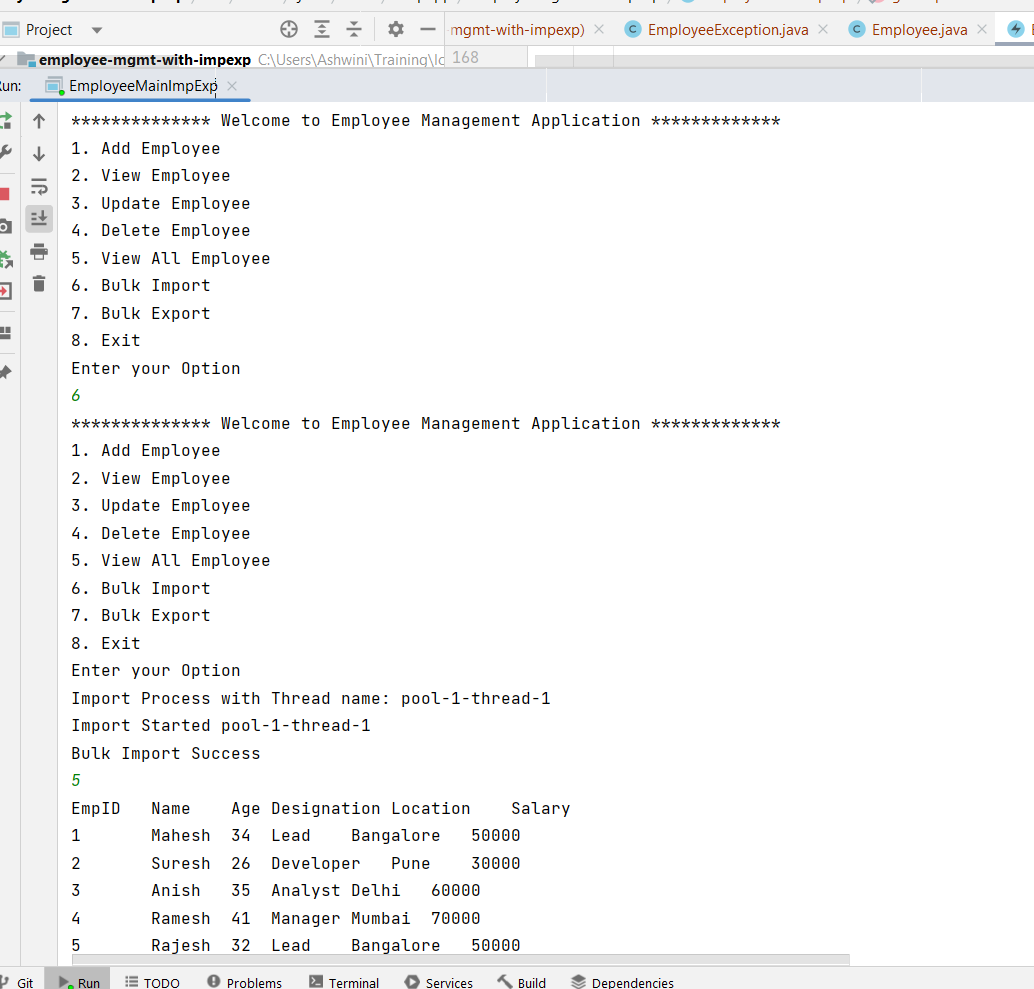 Project
mgmt-with-impexp)
EmployeeException.java
Employee.java
employee-mgmt-with-impexp C:\Users\Ashwini\Training\Ic
168
Run:
EmployeeMainImpExp
************** Welcome to Employee Management Application *************
1. Add Employee
2. View Employee
3. Update Employee
4. Delete Employee
5. View All Employee
6. Bulk Import
7. Bulk Export
8. Exit
Enter your Option
6
************** Welcome to Employee Management Application *************
1. Add Employee
2. View Employee
3. Update Employee
4. Delete Employee
5. View All Employee
6. Bulk Import
7. Bulk Export
8. Exit
Enter your Option
Import Process with Thread name: pool-1-thread-1
Import Started pool-1-thread-1
Bulk Import Success
5
EmpID Name Age Designation Location Salary
1 Mahesh 34 Lead Bangalore 50000
2 Suresh 26 Developer Pune 30000
3 Anish 35 Analyst Delhi 60000
4 Ramesh 41 Manager Mumbai 70000
5 Rajesh 32 Lead Bangalore 50000
Git Run TODO Problems Terminal Services Build Dependencies